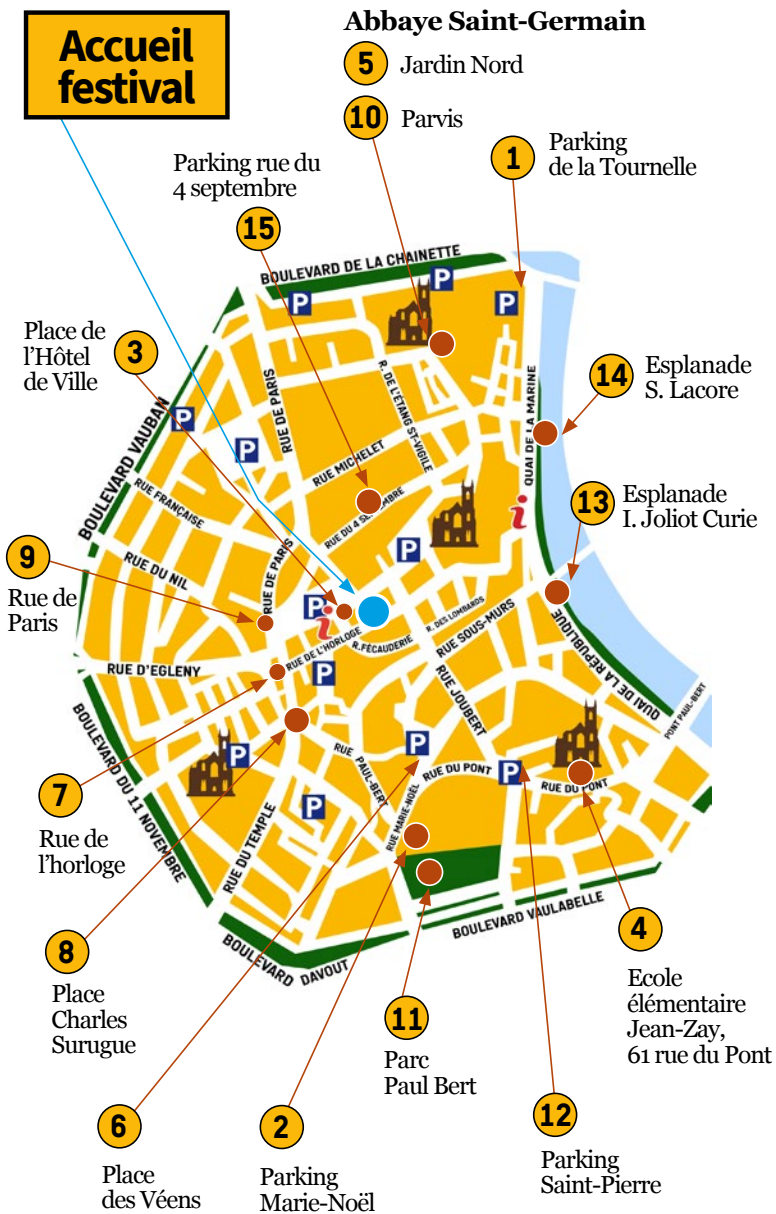 Accueil
festival
Abbaye Saint-Germain
5 Jardin Nord
10 Parvis
1
Parking
de la Tournelle
Parking rue du
4 septembre
15
BOULEVARD DE LA CHAINETTE
P
P
P
Place de
l'Hôtel
de Ville
3
14
Esplanade
S. Lacore
BOULEVARD VAUBAN
P
P
RUE DE PARIS
R. DE L'ÉTANG ST-VIGILE
QUAI DE LA MARINE
RUE MICHELET
RUE FRANÇAISE
RUE DU 4 SEPTEMBRE
i
13
Esplanade
I. Joliot Curie
9
Rue de
Paris
RUE DU NIL
RUE DE PARIS
P
P
i
R. DES LOMBARDS
RUE SOUS-MURS
R. FÉCAUDERIE
RUE DE L'HORLOGE
RUE D'EGLENY
P
RUE JOUBERT
QUAI DE LA RÉPUBLIQUE
PONT PAUL-BERT
BOULEVARD DU 11 NOVEMBRE
P
P
P
P
RUE PAUL-BERT
RUE DU PONT
RUE DU PONT
RUE MARIE-NOËL
RUE DU TEMPLE
7
Rue de
l'horloge
BOULEVARD VAULABELLE
BOULEVARD DAVOUT
8
Place
Charles
Surugue
4
Ecole
élémentaire
Jean-Zay,
61 rue du Pont
11
Parc
Paul Bert
6
Place
des Véens
2
Parking
Marie-Noël
12
Parking
Saint-Pierre